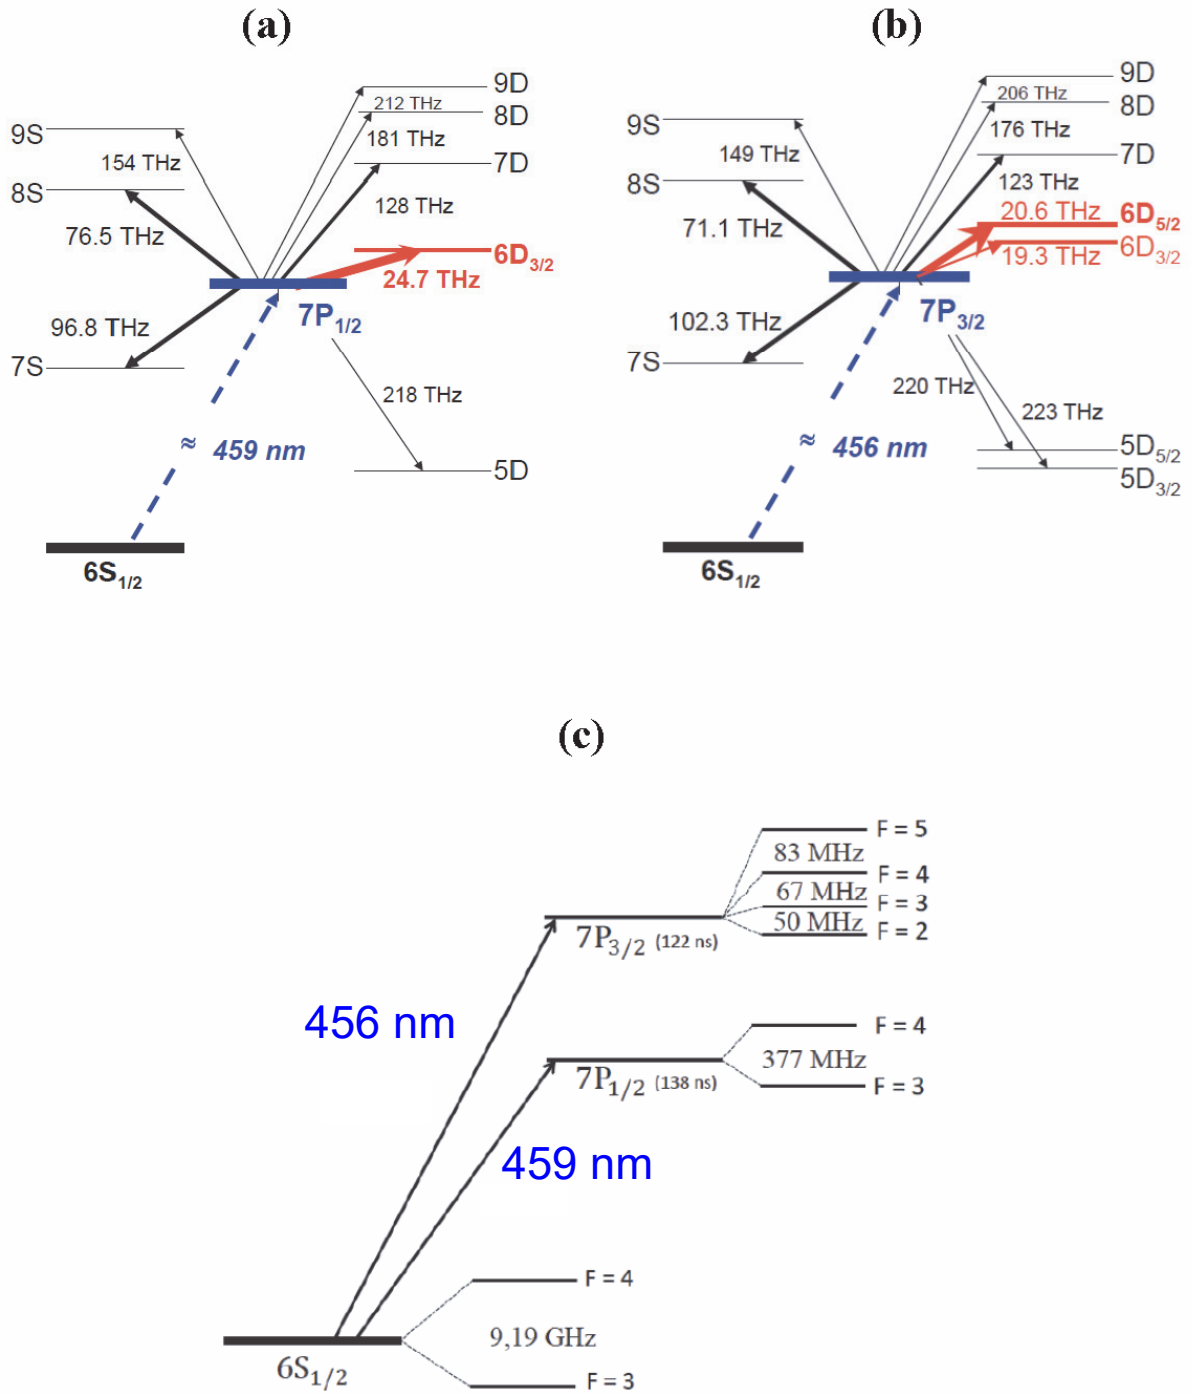 (a)
9D
212 THz
8D
9S
181 THz
154 THz
7D
8S
128 THz
76.5 THz
6D3/2
24.7 THz
7P1/2
96.8 THz
7S
218 THz
≈ 459 nm
5D
6S1/2
(b)
9D
206 THz
8D
9S
176 THz
149 THz
7D
8S
123 THz
20.6 THz
6D5/2
71.1 THz
19.3 THz
6D3/2
7P3/2
102.3 THz
7S
220 THz
223 THz
≈ 456 nm
5D5/2
5D3/2
6S1/2
(c)
F = 5
83 MHz
F = 4
67 MHz
F = 3
50 MHz
F = 2
7P3/2 (122 ns)
456 nm
F = 4
377 MHz
7P1/2 (138 ns)
F = 3
459 nm
F = 4
9,19 GHz
6S1/2
F = 3